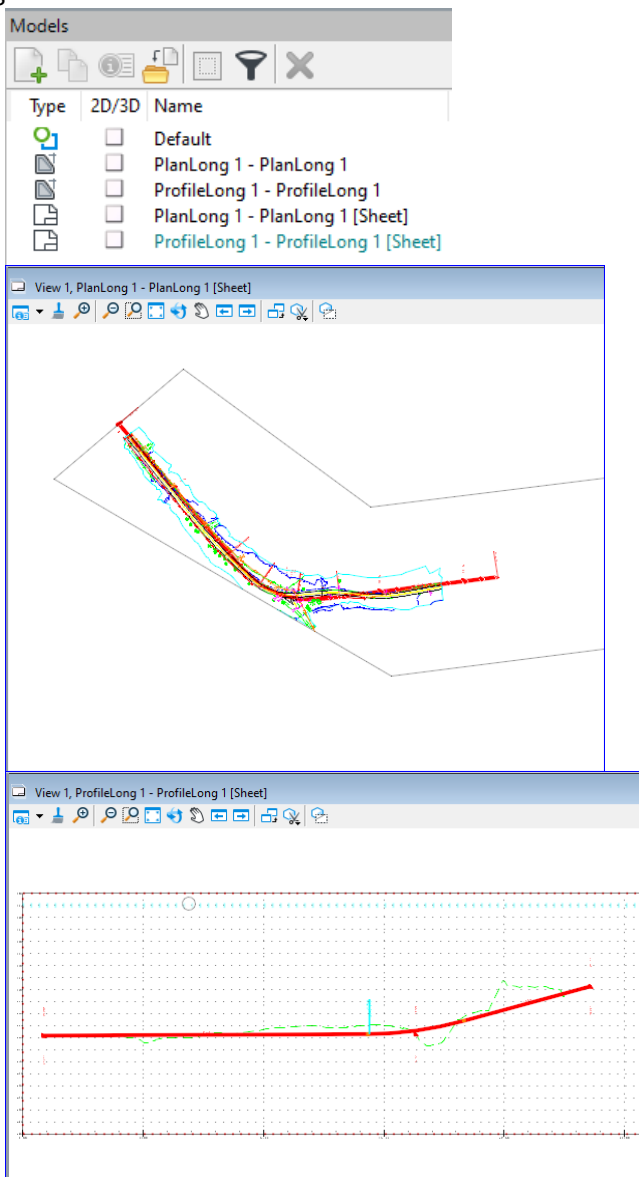 Models
Type 2D/3D Name
Default
PlanLong 1 - PlanLong 1
ProfileLong 1 - ProfileLong 1
PlanLong 1 - PlanLong 1 [Sheet]
ProfileLong 1 - ProfileLong 1 [Sheet]
View 1, PlanLong 1 - PlanLong 1 [Sheet]
View 1, ProfileLong 1 - ProfileLong 1 [Sheet]